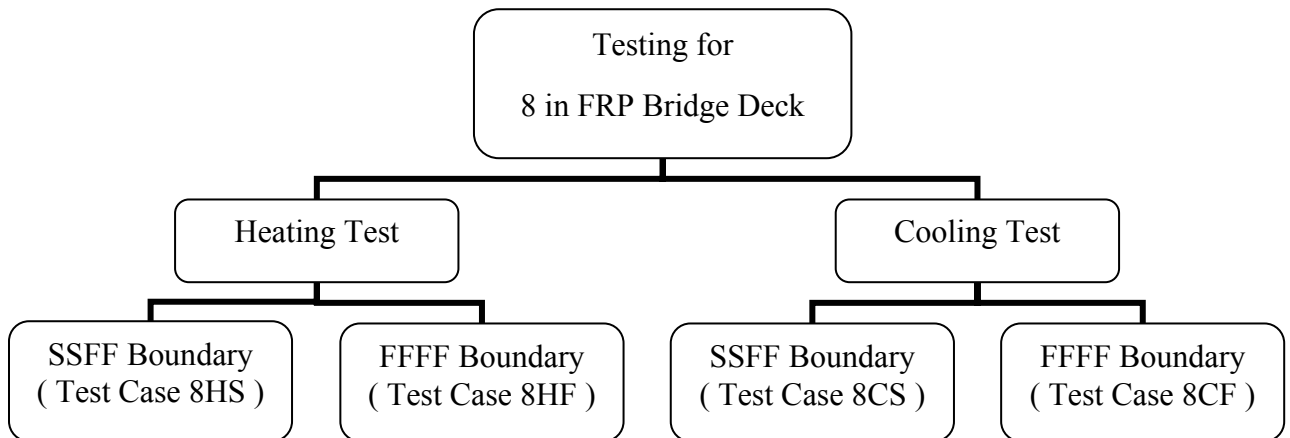 Testing for
8 in FRP Bridge Deck
Heating Test
Cooling Test
SSFF Boundary
( Test Case 8HS )
FFFF Boundary
( Test Case 8HF )
SSFF Boundary
( Test Case 8CS )
FFFF Boundary
( Test Case 8CF )